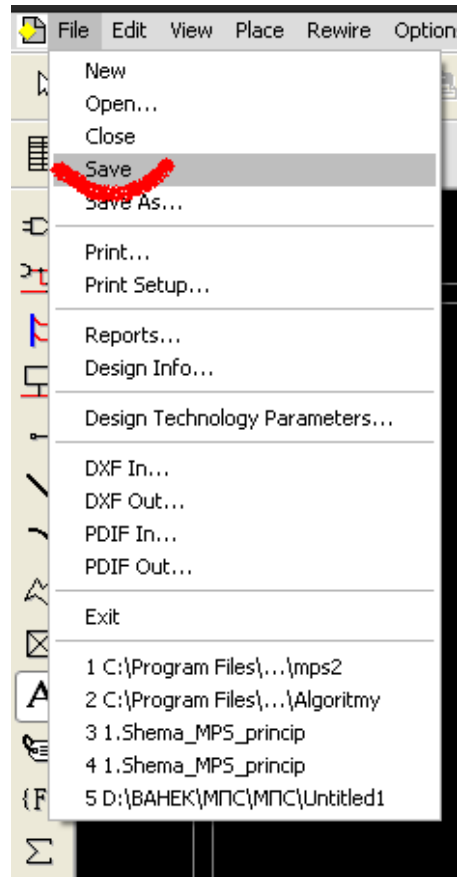 File Edit View Place Rewire Option
New
Open...
Close
Save
Save As...
Print...
Print Setup...
Reports...
Design Info...
Design Technology Parameters...
DXF In...
DXF Out...
PDIF In...
PDIF Out...
Exit
1 C:\Program Files\...\mps2
2 C:\Program Files\...\Algoritmy
3 1.Shema_MPS_princip
4 1.Shema_MPS_princip
5 D:\ВАНЕК\МПС\МПС\Untitled1
A
{F
Σ